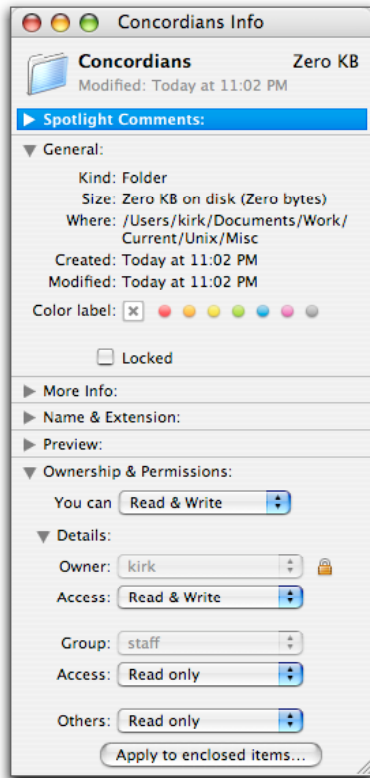 Concordians Info
Concordians Zero KB
Modified: Today at 11:02 PM
Spotlight Comments:
General:
Kind: Folder
Size: Zero KB on disk (Zero bytes)
Where: /Users/kirk/Documents/Work/
Current/Unix/Misc
Created: Today at 11:02 PM
Modified: Today at 11:02 PM
Color label:
Locked
More Info:
Name & Extension:
Preview:
Ownership & Permissions:
You can Read & Write
Details:
Owner: kirk
Access: Read & Write
Group: staff
Access: Read only
Others: Read only
Apply to enclosed items...